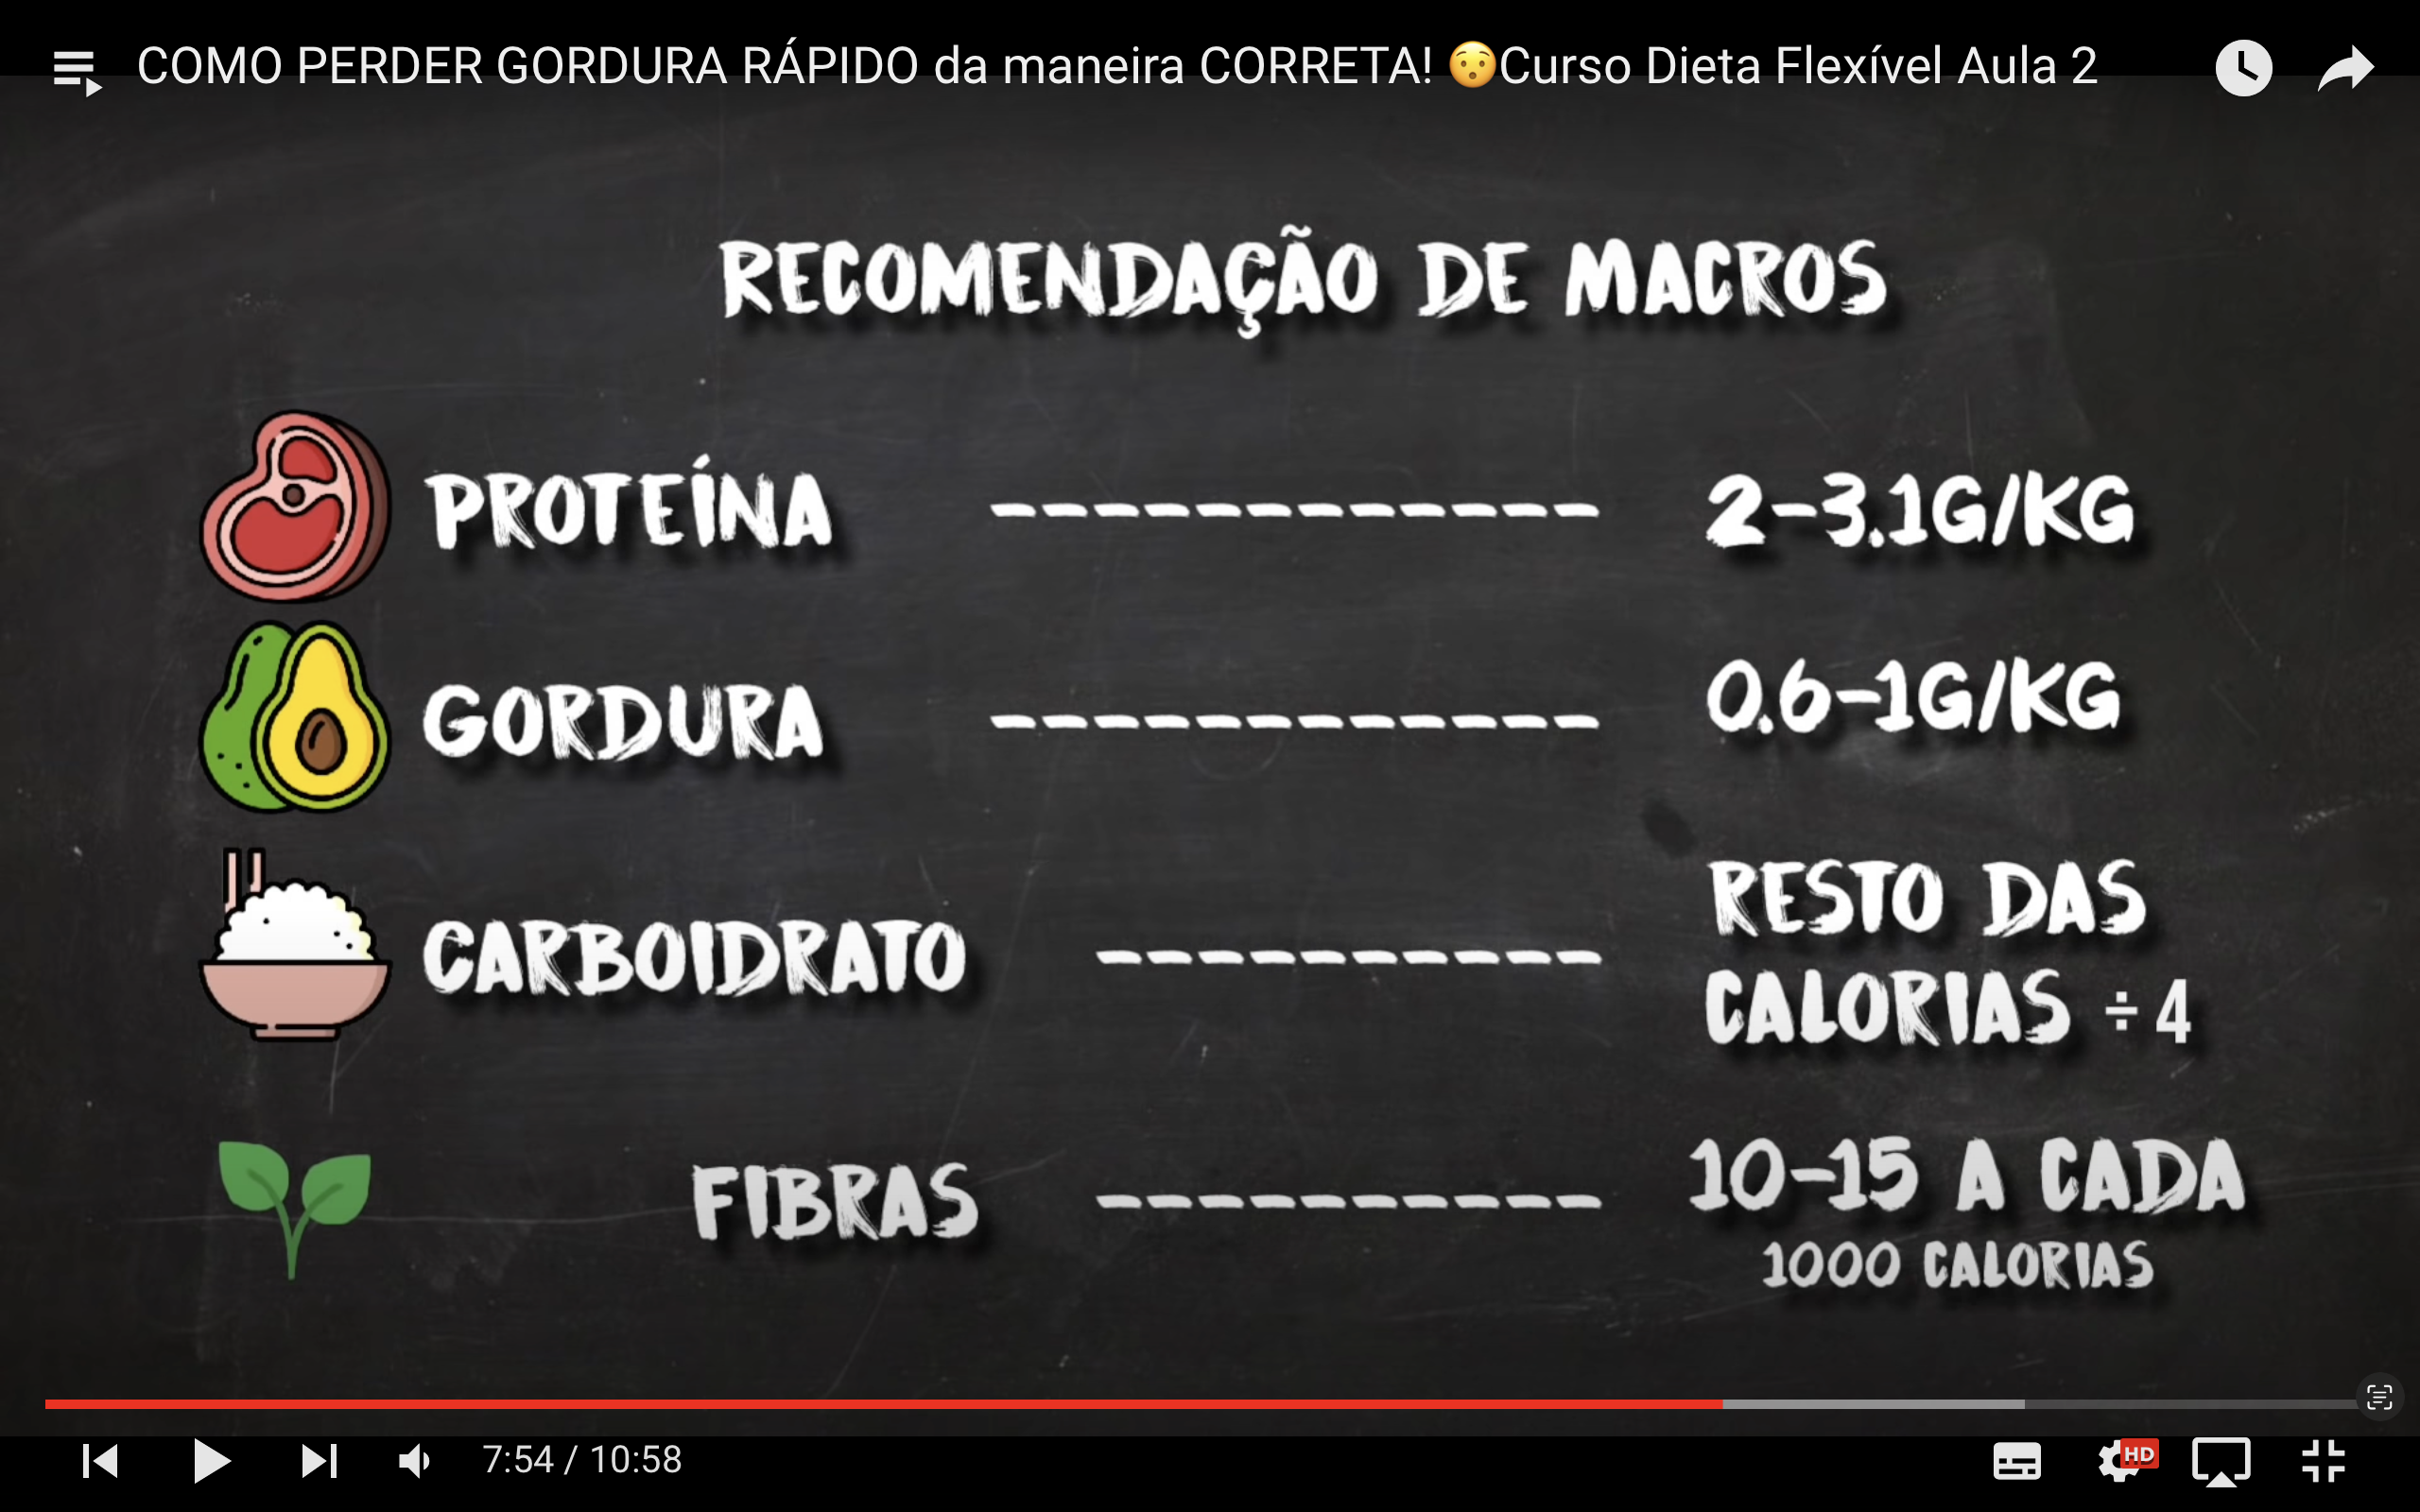 COMO PERDER GORDURA RÁPIDO da maneira CORRETA! 😯Curso Dieta Flexível Aula 2
RECOMENDAÇÃO DE MACROS
PROTEÍNA ------------ 2-3.1G/KG
GORDURA ------------ 0.6-1G/KG
CARBOIDRATO ---------- RESTO DAS
CALORIAS ÷ 4
FIBRAS ---------- 10-15 A CADA
1000 CALORIAS
7:54 / 10:58
HD